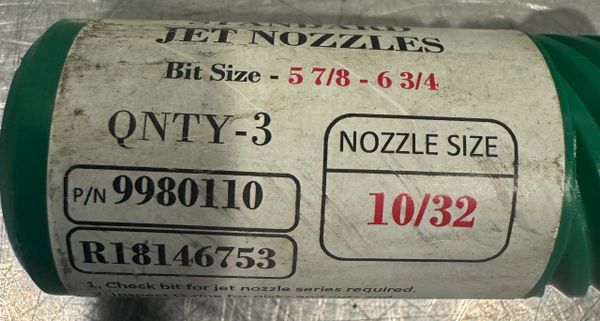 STANDARD
JET NOZZLES
Bit Size - 5 7/8 - 6 3/4
QNTY-3
NOZZLE SIZE
10/32
P/N 9980110
R18146753
1. Check bit for jet nozzle series required.